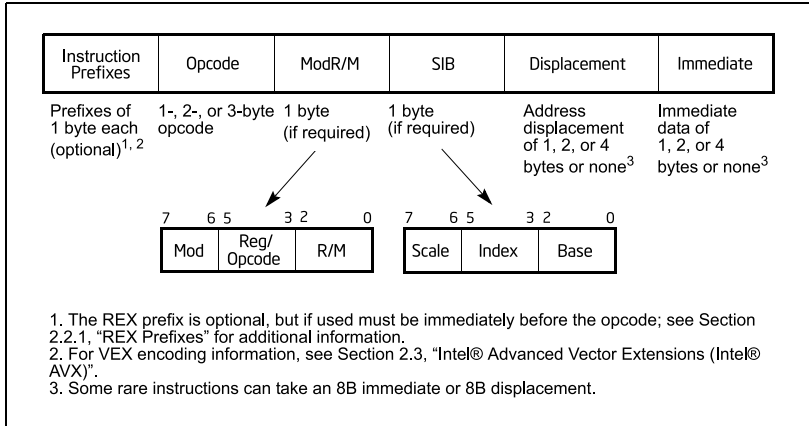 Instruction Prefixes Opcode ModR/M SIB Displacement Immediate
Prefixes of 1 byte each (optional)1, 2
1-, 2-, or 3-byte opcode
1 byte (if required)
1 byte (if required)
Address displacement of 1, 2, or 4 bytes or none3
Immediate data of 1, 2, or 4 bytes or none3
7 6 5 3 2 0
Mod Reg/Opcode R/M
7 6 5 3 2 0
Scale Index Base
1. The REX prefix is optional, but if used must be immediately before the opcode; see Section
2.2.1, “REX Prefixes” for additional information.
2. For VEX encoding information, see Section 2.3, “Intel® Advanced Vector Extensions (Intel®
AVX)”.
3. Some rare instructions can take an 8B immediate or 8B displacement.